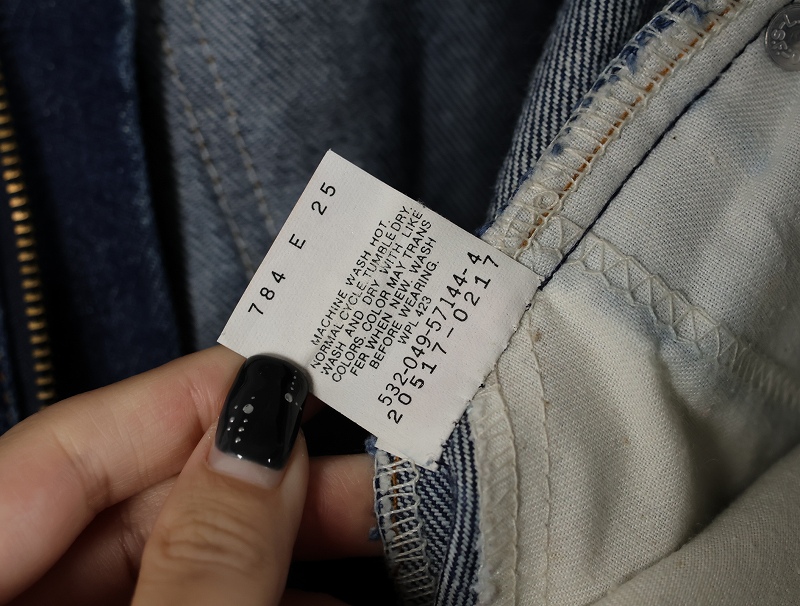 784 E 25
MACHINE WASH HOT.
NORMAL CYCLE TUMBLE DRY.
WASH AND DRY WITH LIKE
COLORS. COLOR MAY TRANS
FER WHEN NEW. WASH
BEFORE WEARING.
WPL 423
532-049-57144-4
20517-0217